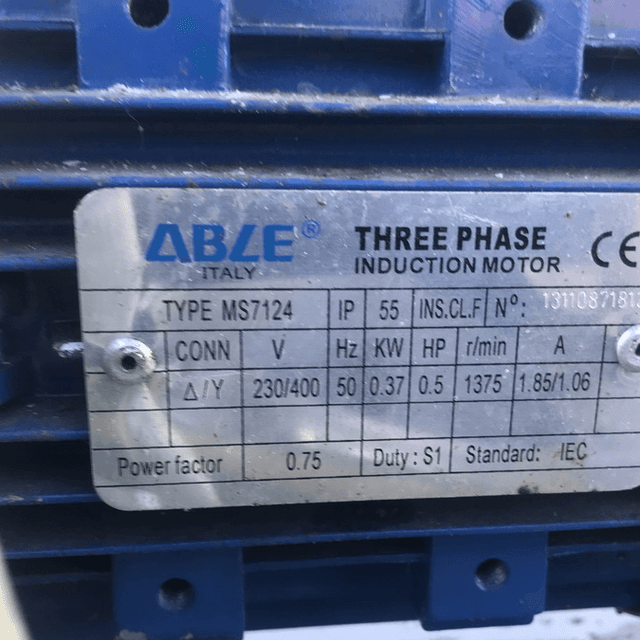 ABLE® THREE PHASE CE
ITALY INDUCTION MOTOR
TYPE MS7124 IP 55 INS.CL.F Nº:
CONN V Hz KW HP r/min A
Δ/Y 230/400 50 0.37 0.5 1375 1.85/1.06
Power factor 0.75 Duty : S1 Standard: IEC